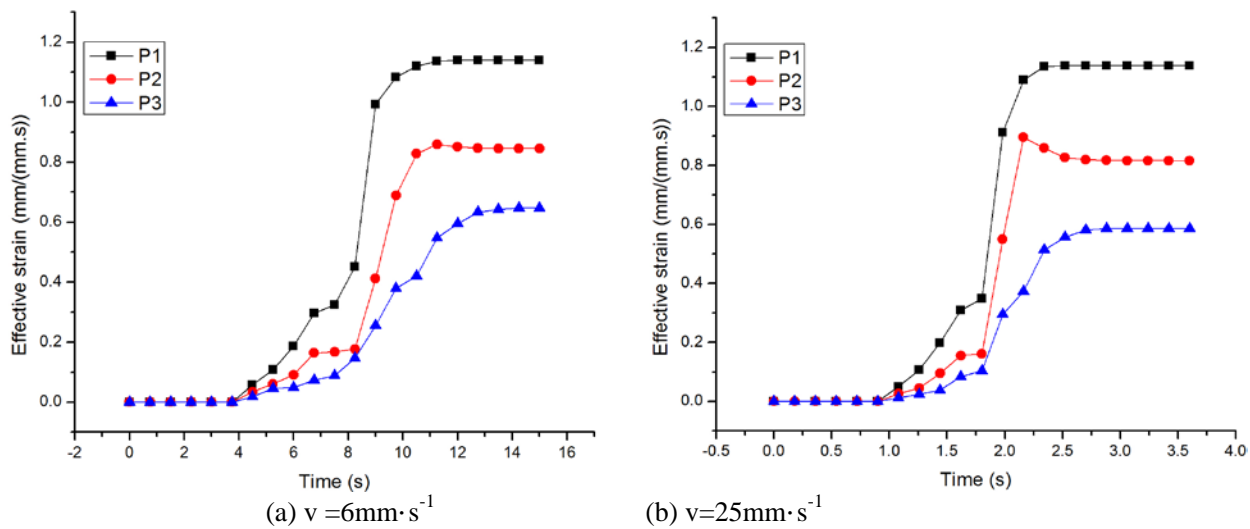 1.2
1.0
0.8
0.6
0.4
0.2
0.0
Effective strain (mm/(mm.s))
P1
P2
P3
0 2 4 6 8 10 12 14 16
Time (s)
(a) v =6mm·s-1
1.2
1.0
0.8
0.6
0.4
0.2
0.0
Effective strain (mm/(mm.s))
P1
P2
P3
-0.5 0.0 0.5 1.0 1.5 2.0 2.5 3.0 3.5 4.0
Time (s)
(b) v=25mm·s-1